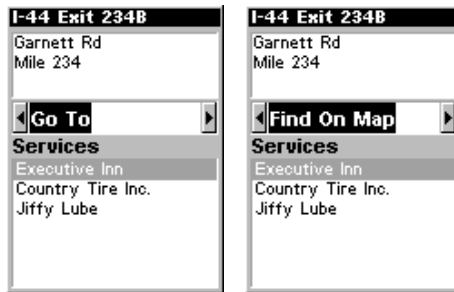 I-44 Exit 234B
Garnett Rd
Mile 234
Go To
Services
Executive Inn
Country Tire Inc.
Jiffy Lube
I-44 Exit 234B
Garnett Rd
Mile 234
Find On Map
Services
Executive Inn
Country Tire Inc.
Jiffy Lube